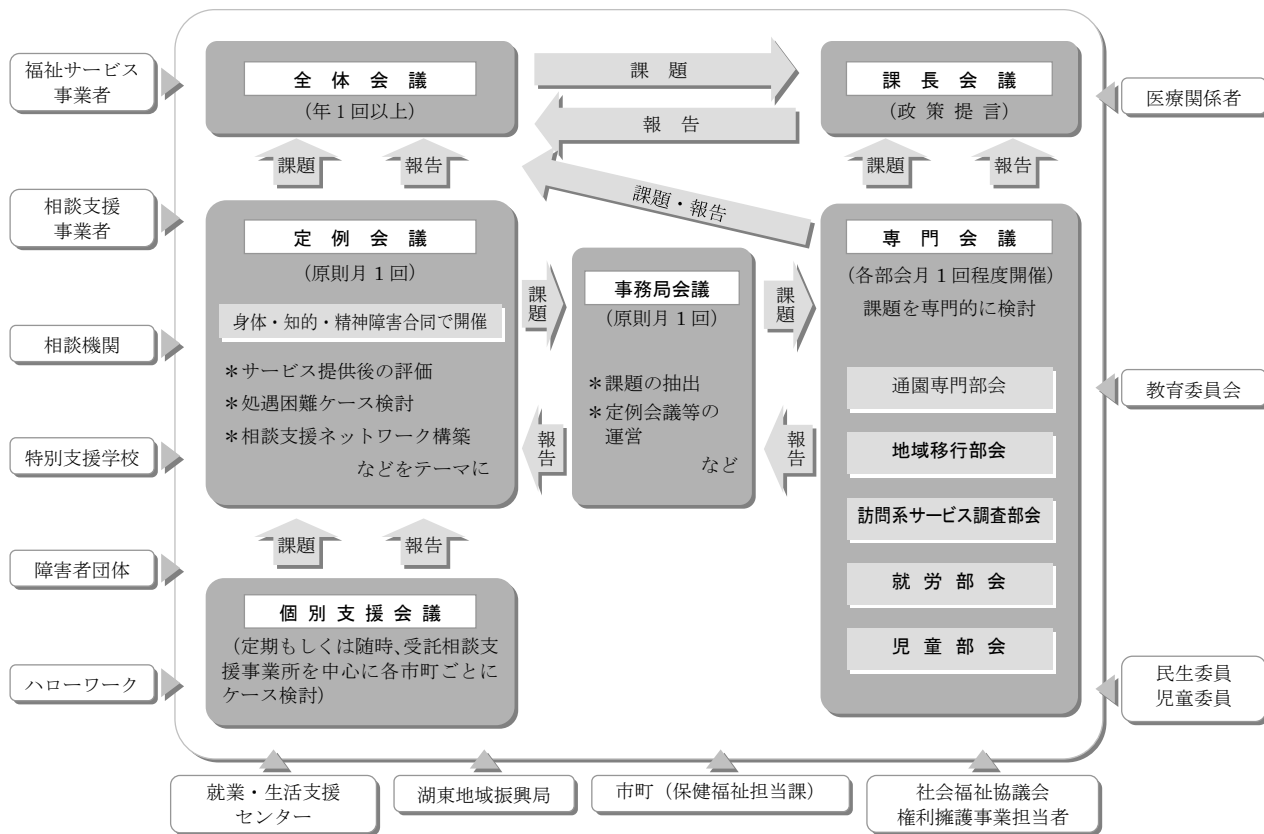 福祉サービス
事業者
相談支援
事業者
相談機関
特別支援学校
障害者団体
ハローワーク
全体会議
(年1回以上)
課題
報告
課長会議
(政策提言)
課題
報告
課題・報告
課題
報告
定例会議
(原則月1回)
身体・知的・精神障害合同で開催
*サービス提供後の評価
*処遇困難ケース検討
*相談支援ネットワーク構築
などをテーマに
課題
報告
事務局会議
(原則月1回)
*課題の抽出
*定例会議等の
運営
など
課題
報告
専門会議
(各部会月1回程度開催)
課題を専門的に検討
通園専門部会
地域移行部会
訪問系サービス調査部会
就労部会
児童部会
課題
報告
個別支援会議
(定期もしくは随時、受託相談支
援事業所を中心に各市町ごとに
ケース検討)
医療関係者
教育委員会
民生委員
児童委員
就業・生活支援
センター
湖東地域振興局
市町(保健福祉担当課)
社会福祉協議会
権利擁護事業担当者